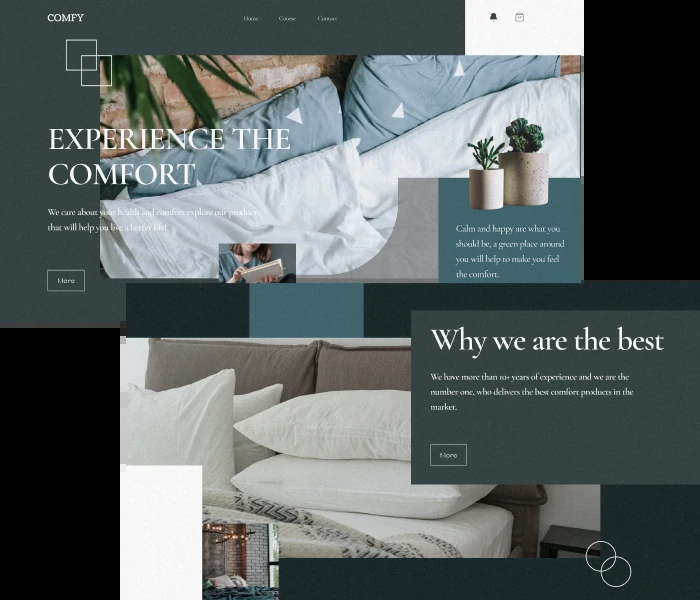 COMFY
Home Course Contact
EXPERIENCE THE
COMFORT
We care about your health and comfort explore our products
that will help you live a better life!
More
Calm and happy are what you
should be, a green place around
you will help to make you feel
the comfort.
Why we are the best
We have more than 10+ years of experience and we are the
number one, who delivers the best comfort products in the
market.
More